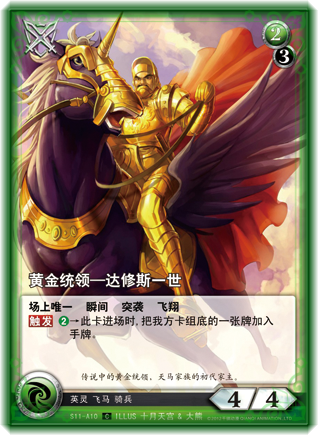 2
3
黄金统领—达修斯一世
场上唯一 瞬间 突袭 飞翔
触发 2→此卡进场时,把我方卡组底的一张牌加入
手牌。
传说中的黄金统领，天马家族的初代家主。
英灵 飞马 骑兵
4/4
S11-A10 C ILLUS 十月天宫 & 大熊